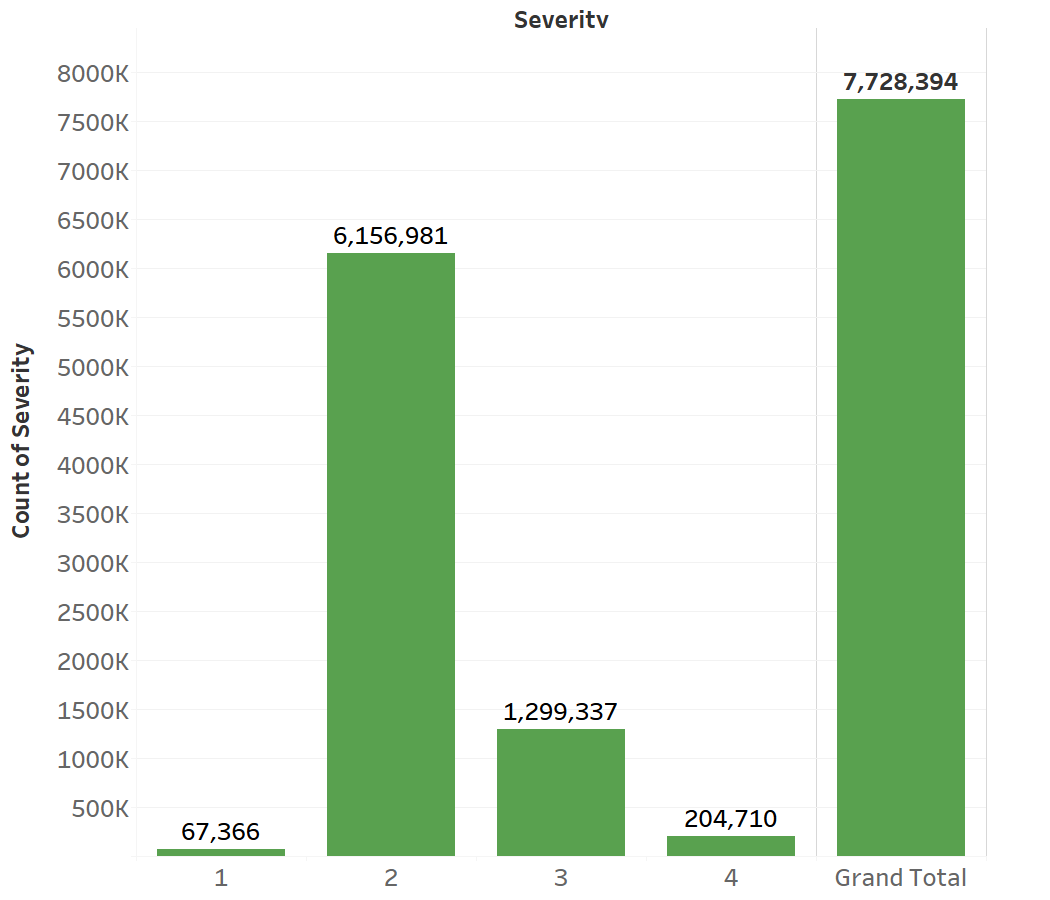 Severity
8000K
7,728,394
7500K
7000K
6500K
6,156,981
6000K
5500K
5000K
Count of Severity
4500K
4000K
3500K
3000K
2500K
2000K
1500K
1,299,337
1000K
500K
204,710
67,366
1 2 3 4 Grand Total